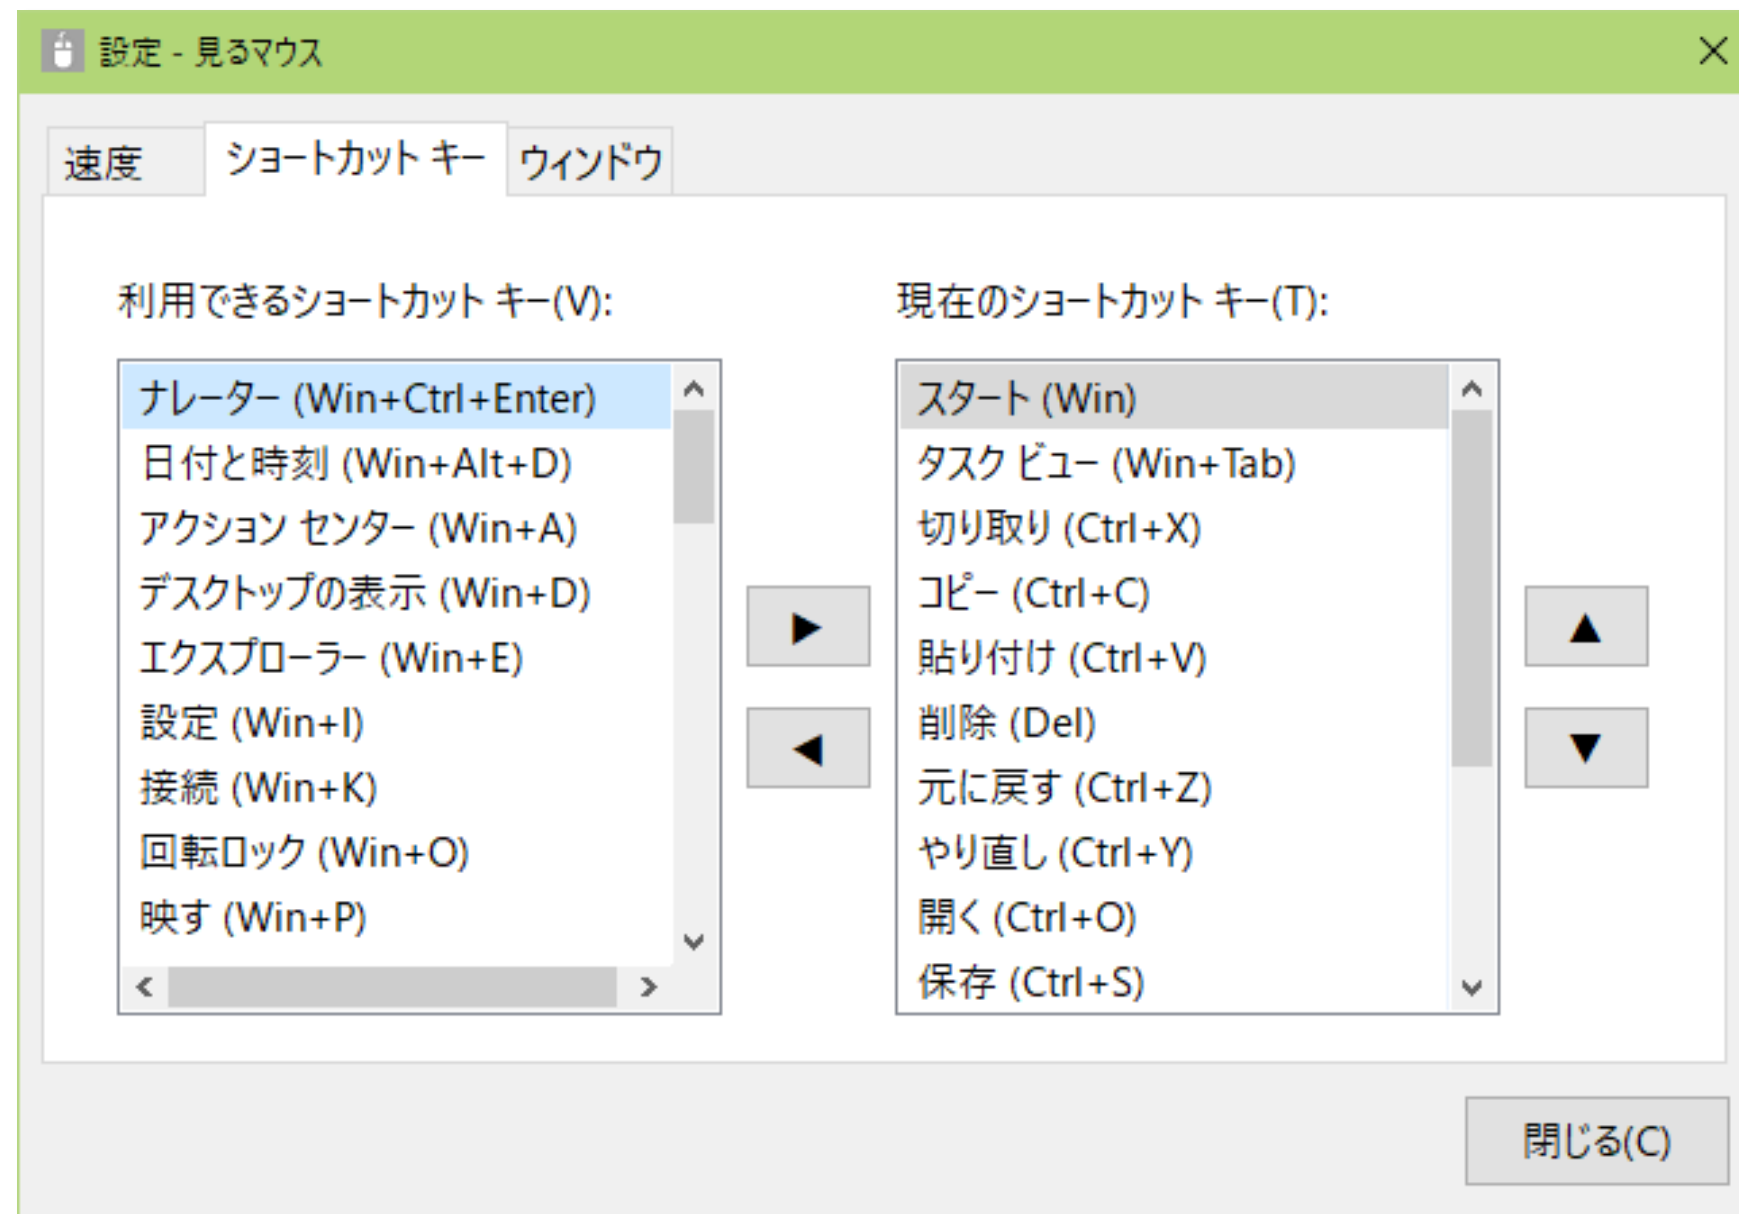 設定 - 見るマウス
速度 ショートカット キー ウィンドウ
利用できるショートカット キー(V):
ナレーター (Win+Ctrl+Enter)
日付と時刻 (Win+Alt+D)
アクション センター (Win+A)
デスクトップの表示 (Win+D)
エクスプローラー (Win+E)
設定 (Win+I)
接続 (Win+K)
回転ロック (Win+O)
映す (Win+P)
現在のショートカット キー(T):
スタート (Win)
タスク ビュー (Win+Tab)
切り取り (Ctrl+X)
コピー (Ctrl+C)
貼り付け (Ctrl+V)
削除 (Del)
元に戻す (Ctrl+Z)
やり直し (Ctrl+Y)
開く (Ctrl+O)
保存 (Ctrl+S)
閉じる(C)